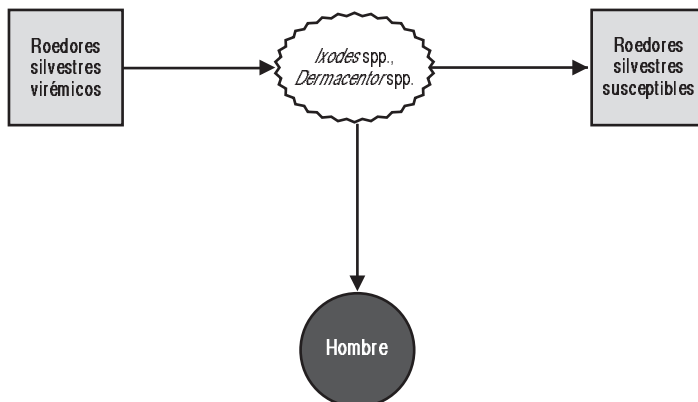 Roedores
silvestres
virémicos
Ixodes spp.,
Dermacentor spp.
Roedores
silvestres
susceptibles
Hombre